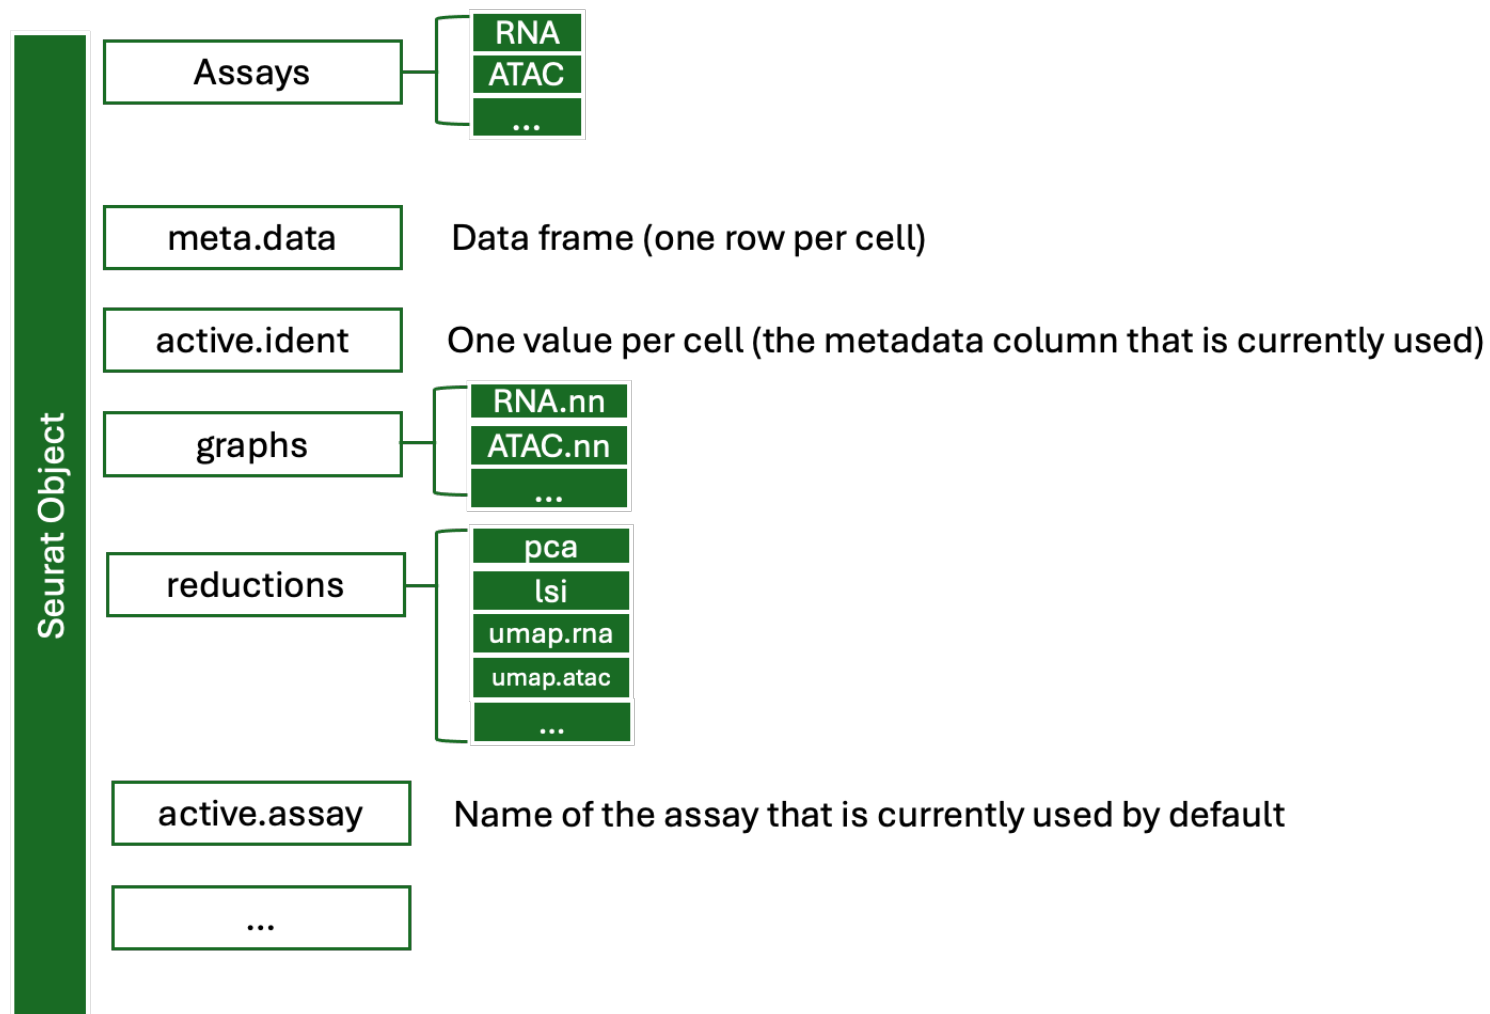 Seurat Object
Assays
RNA
ATAC
...
meta.data
Data frame (one row per cell)
active.ident
One value per cell (the metadata column that is currently used)
graphs
RNA.nn
ATAC.nn
...
reductions
pca
lsi
umap.rna
umap.atac
...
active.assay
Name of the assay that is currently used by default
...